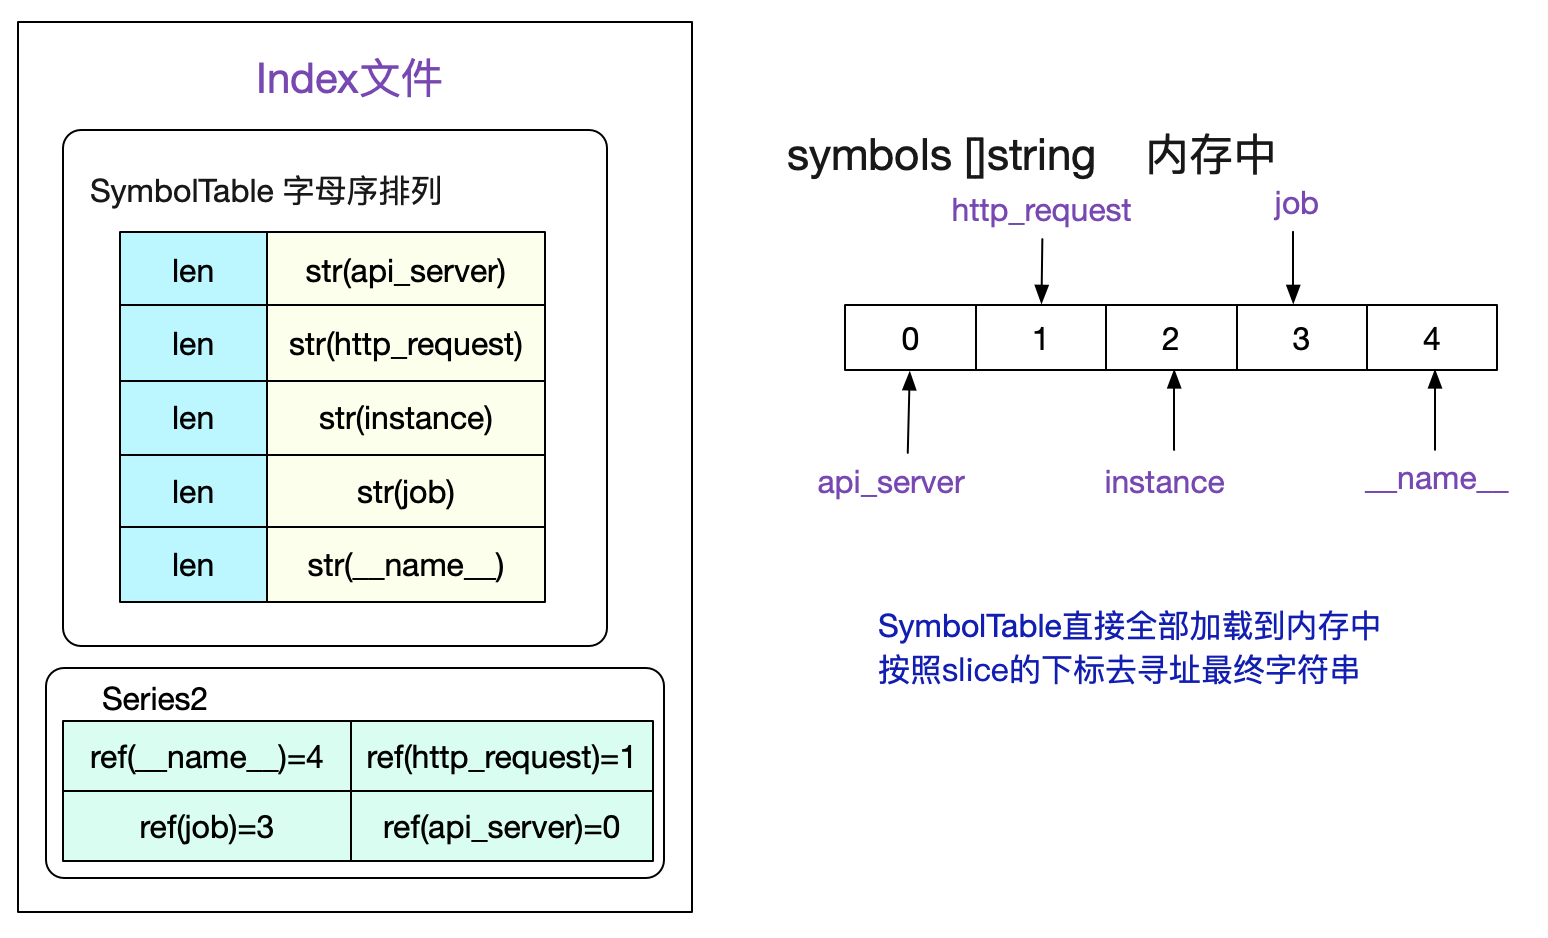 Index文件
SymbolTable 字母序排列
len str(api_server)
len str(http_request)
len str(instance)
len str(job)
len str(__name__)
Series2
ref(__name__)=4 ref(http_request)=1
ref(job)=3 ref(api_server)=0
symbols []string 内存中
http_request job
0 1 2 3 4
api_server instance __name__
SymbolTable直接全部加载到内存中
按照slice的下标去寻址最终字符串